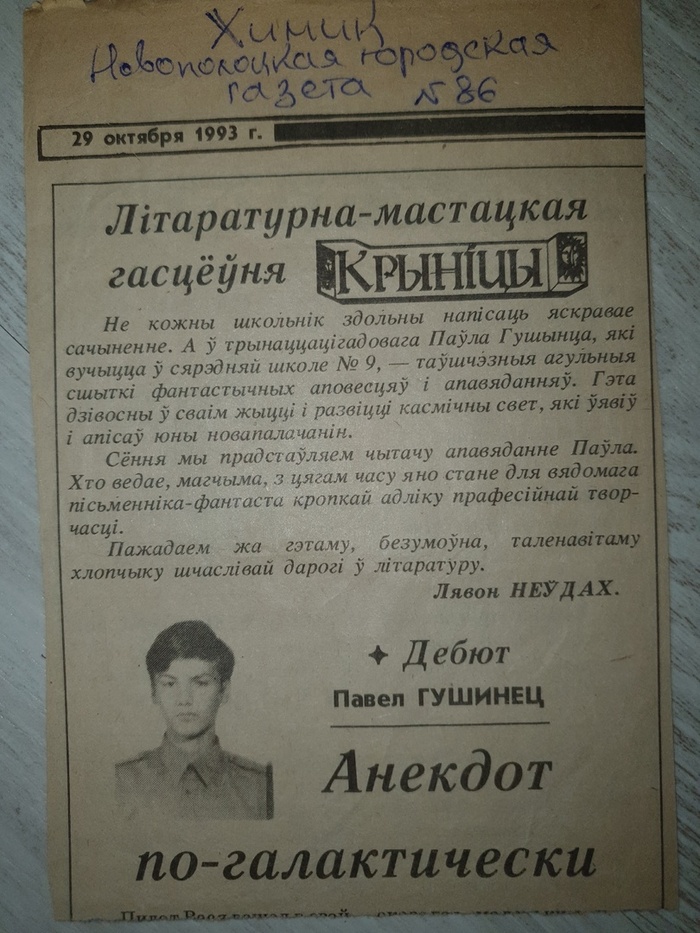 Химик
Новополоцкая городская
газета №86
29 октября 1993 г.
Літаратурна-мастацкая
гасцёўня КРЫНІЦЫ
Не кожны школьнік здольны напісаць яскравае
сачыненне. А ў трынаццацігадовага Паўла Гушынца, які
вучыцца ў сярэдняй школе № 9, — таўшчэзныя агульныя
сшыткі фантастычных аповесцяў і апавяданняў. Гэта
дзівосны ў сваім жыцці і развіцці касмічны свет, які ўявіў
і апісаў юны новапалачанін.
Сёння мы прадстаўляем чытачу апавяданне Паўла.
Хто ведае, магчыма, з цягам часу яно стане для вядомага
пісьменніка-фантаста кропкай адліку прафесійнай твор-
часці.
Пажадаем жа гэтаму, безумоўна, таленавітаму
хлопчыку шчаслівай дарогі ў літаратуру.
Лявон НЕЎДАХ.
Дебют
Павел ГУШИНЕЦ
Анекдот
по-галактически